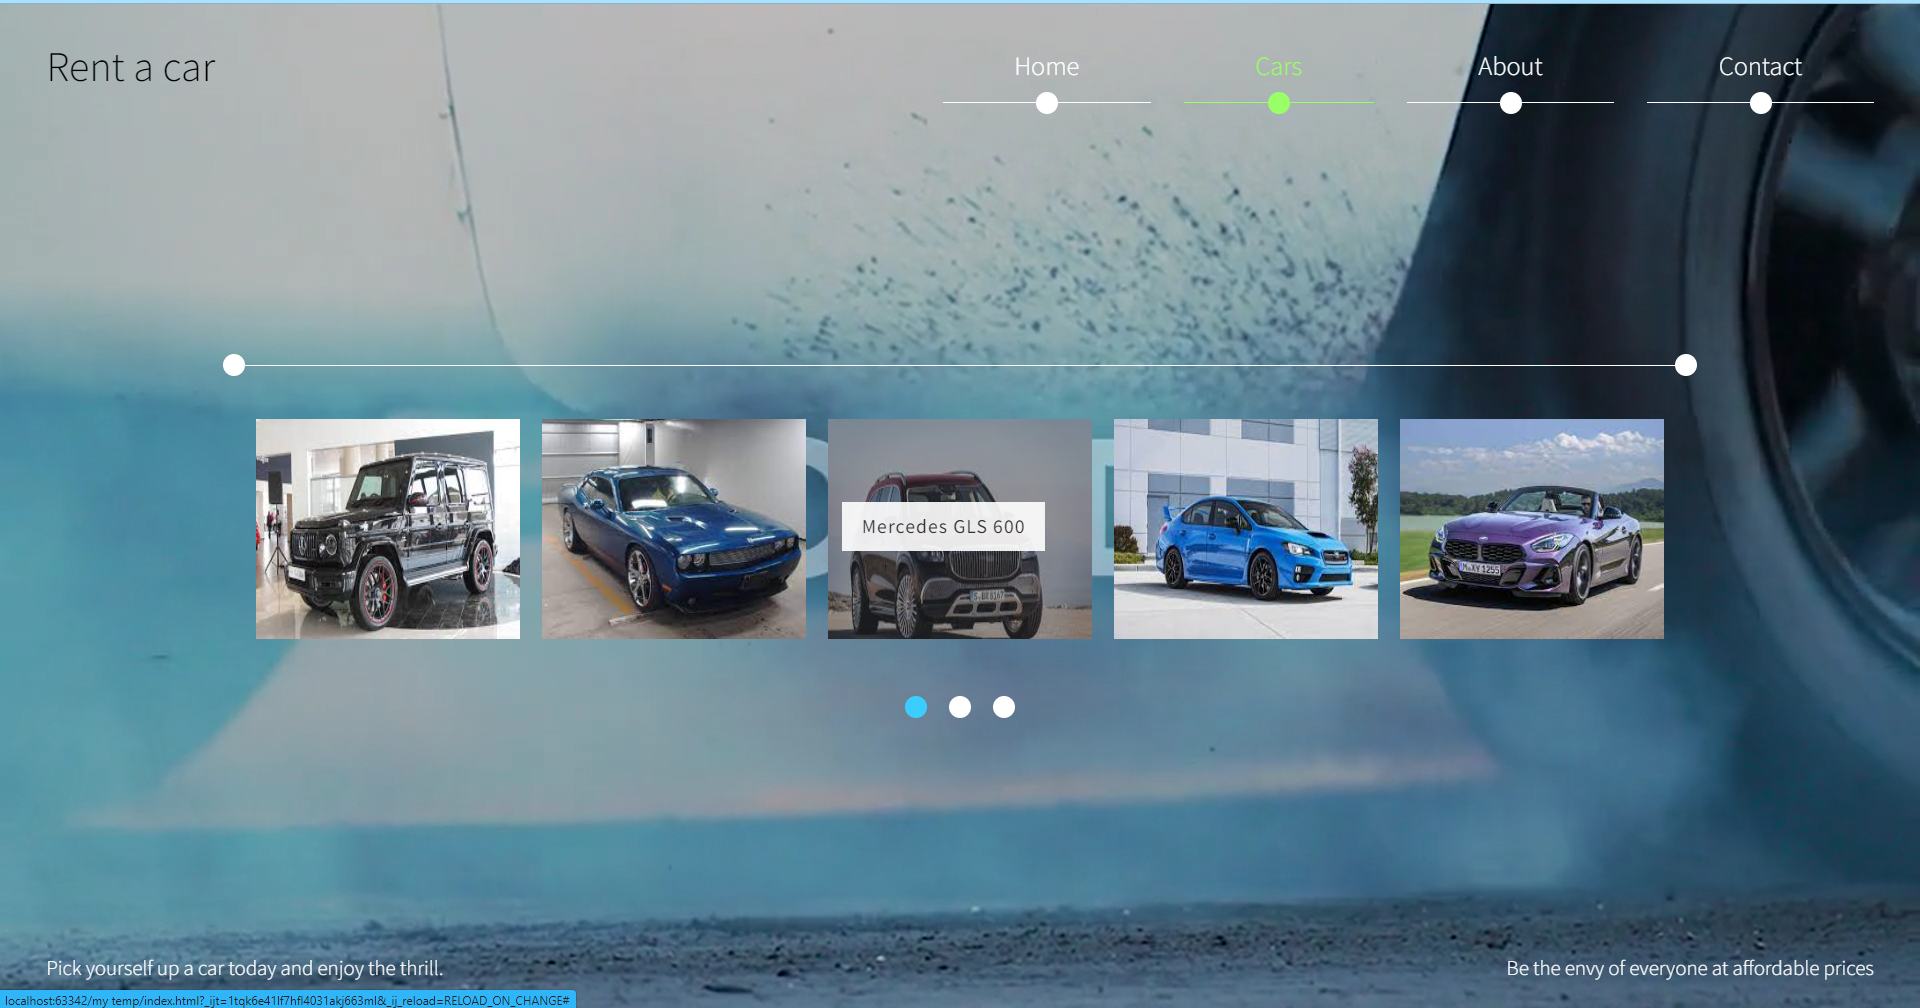 Rent a car
Home
Cars
About
Contact
Mercedes GLS 600
Pick yourself up a car today and enjoy the thrill.
Be the envy of everyone at affordable prices
localhost:63342/my temp/index.html?_ijt=1tqk6e41lf7hfl4031akj663ml&_ij_reload=RELOAD_ON_CHANGE#